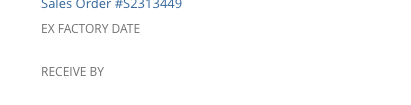 Sales Order #S2313449
EX FACTORY DATE
RECEIVE BY